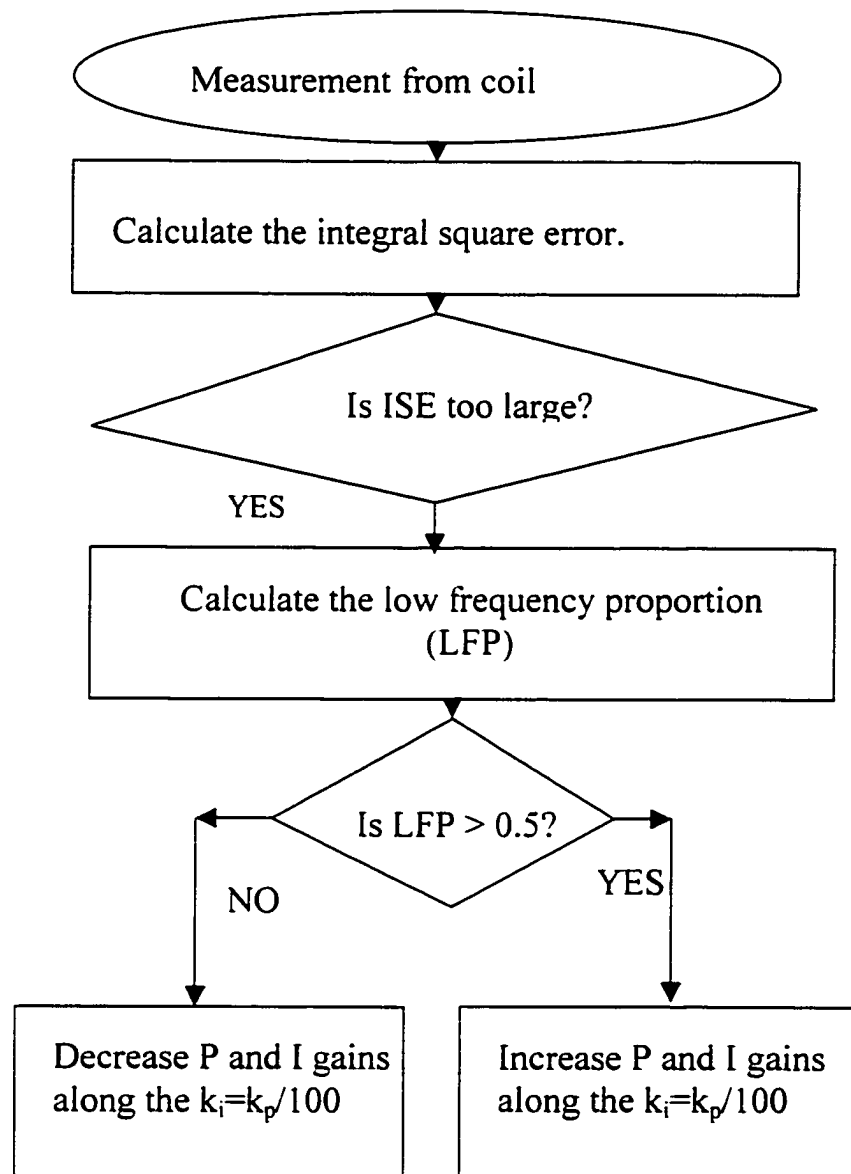 Measurement from coil
Calculate the integral square error.
Is ISE too large?
YES
Calculate the low frequency proportion
(LFP)
Is LFP > 0.5?
NO
YES
Decrease P and I gains
along the kᵢ=kₚ/100
Increase P and I gains
along the kᵢ=kₚ/100